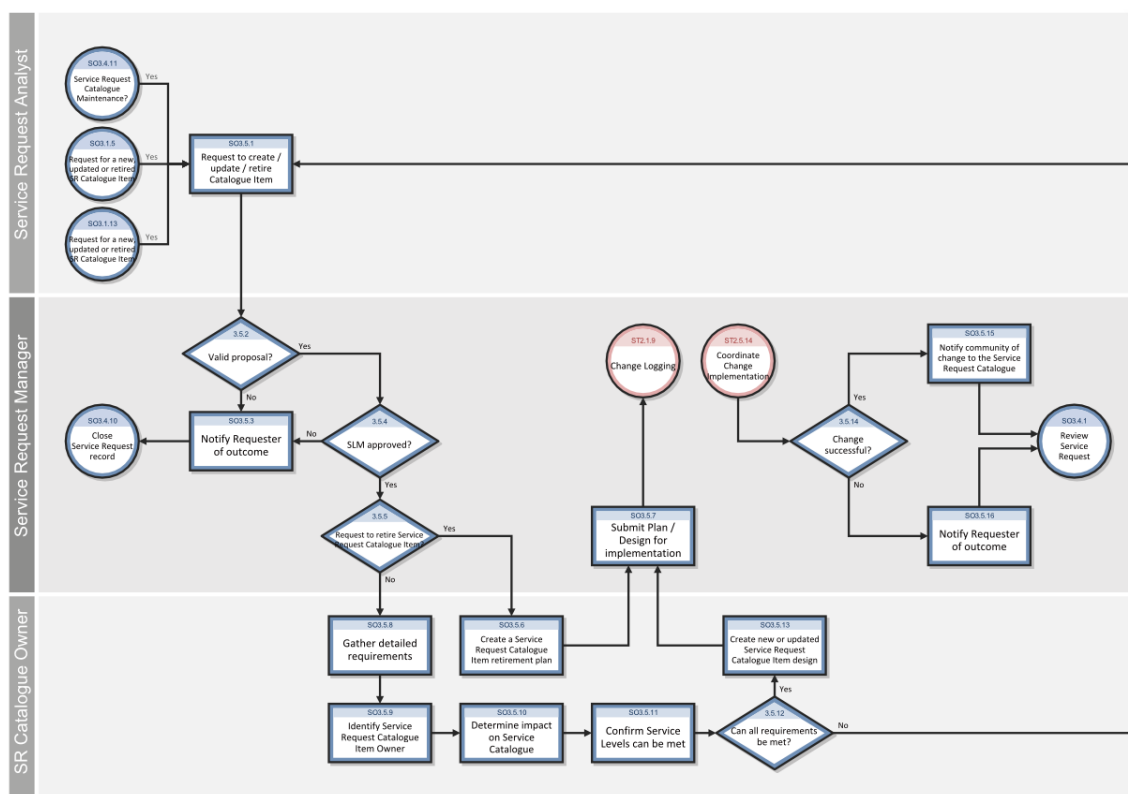 Service Request Analyst
SO3.4.11
Service Request
Catalogue
Maintenance?
Yes
SO3.1.5
Request for a new,
updated or retired
SR Catalogue Item
Yes
SO3.1.13
Request for a new,
updated or retired
SR Catalogue Item
Yes
SO3.5.1
Request to create /
update / retire
Catalogue Item
Service Request Manager
3.5.2
Valid proposal?
Yes
No
SO3.4.10
Close
Service Request
record
SO3.5.3
Notify Requester
of outcome
No
3.5.4
SLM approved?
Yes
3.5.5
Request to retire Service
Request Catalogue Item?
Yes
No
ST2.1.9
Change Logging
SO3.5.7
Submit Plan /
Design for
implementation
ST2.5.14
Coordinate
Change
Implementation
3.5.14
Change
successful?
Yes
No
SO3.5.15
Notify community of
change to the Service
Request Catalogue
SO3.4.1
Review
Service
Request
SO3.5.16
Notify Requester
of outcome
SR Catalogue Owner
SO3.5.8
Gather detailed
requirements
SO3.5.6
Create a Service
Request Catalogue
Item retirement plan
SO3.5.13
Create new or updated
Service Request
Catalogue Item design
SO3.5.9
Identify Service
Request Catalogue
Item Owner
SO3.5.10
Determine impact
on Service
Catalogue
SO3.5.11
Confirm Service
Levels can be met
Yes
3.5.12
Can all requirements
be met?
No